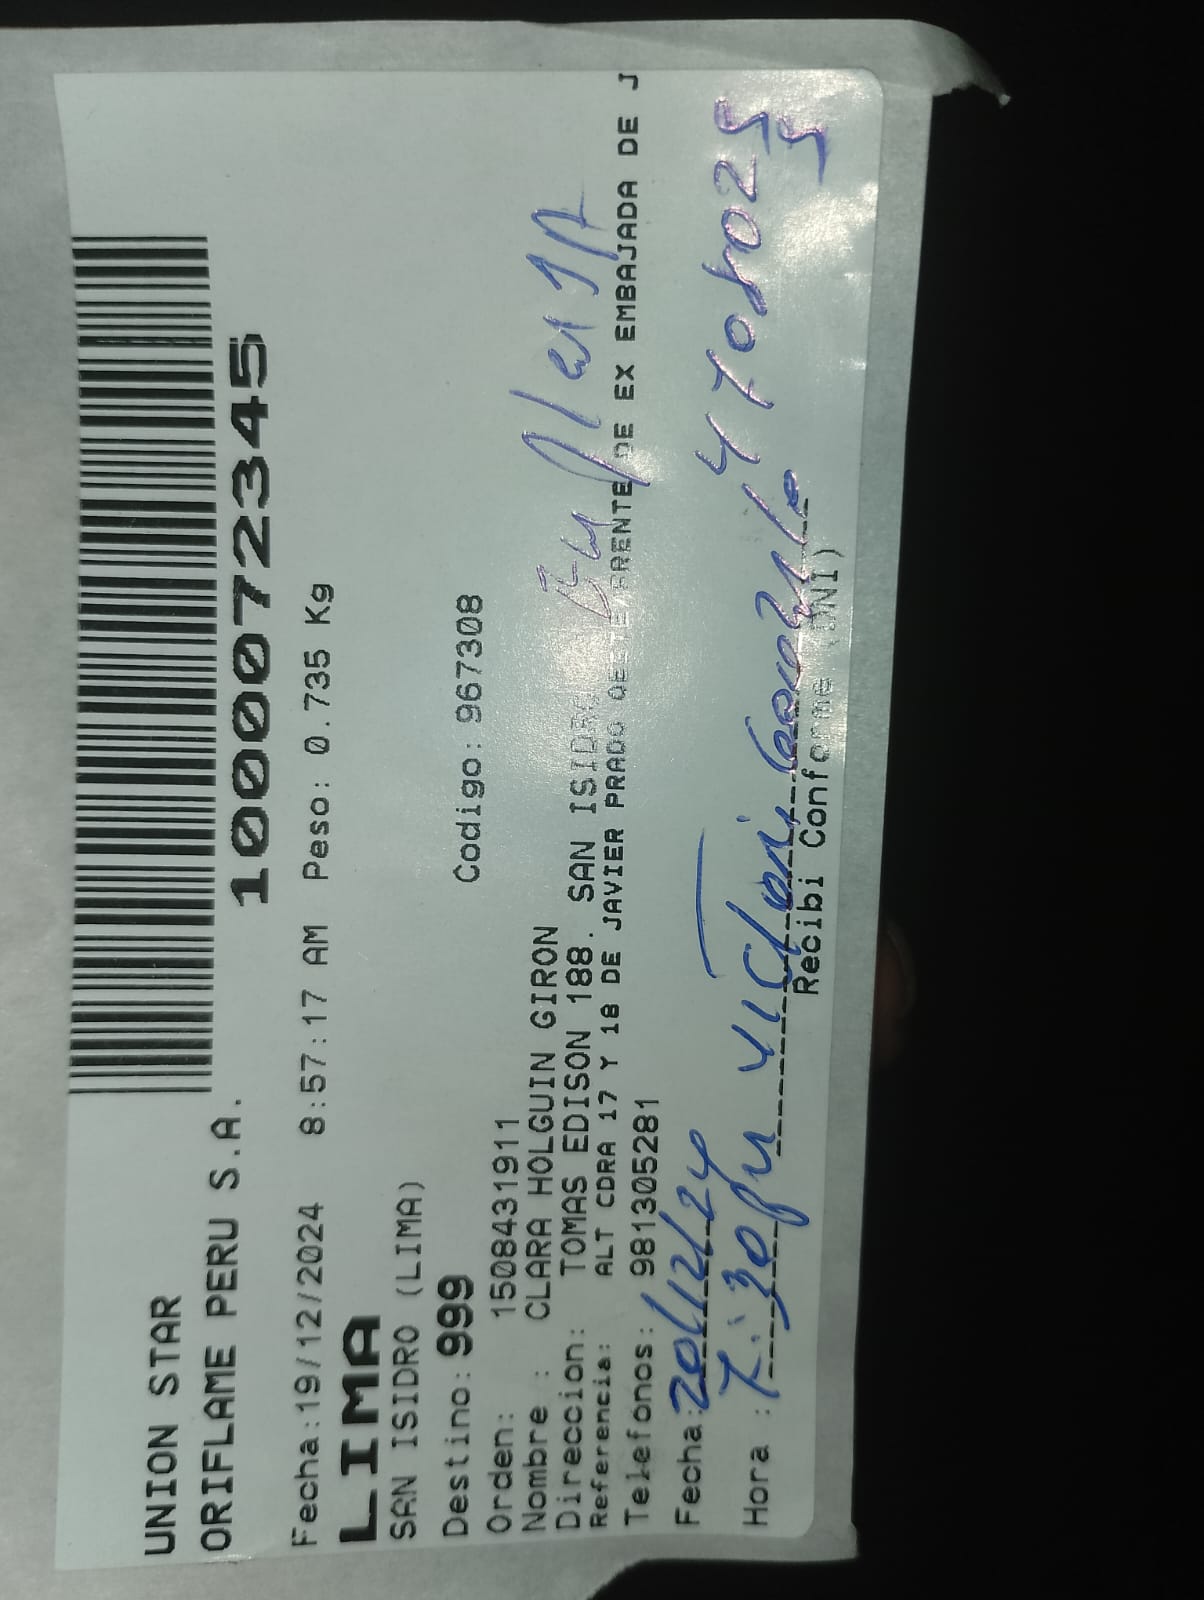 UNION STAR
ORIFLAME PERU S.A.
1000072345
Fecha:19/12/2024 8:57:17 AM Peso: 0.735 Kg
LIMA
SAN ISIDRO (LIMA)
Destino: 999 Codigo: 967308
Orden: 1508431911
Nombre : CLARA HOLGUIN GIRON
Direccion: TOMAS EDISON 188. SAN ISIDRO
Referencia: ALT CDRA 17 Y 18 DE JAVIER PRADO OESTE/FRENTE DE EX EMBAJADA DE J
Telefonos: 981305281
Fecha: 20/12/24
Hora : 7:30pm
Recibi Conforme (DNI)